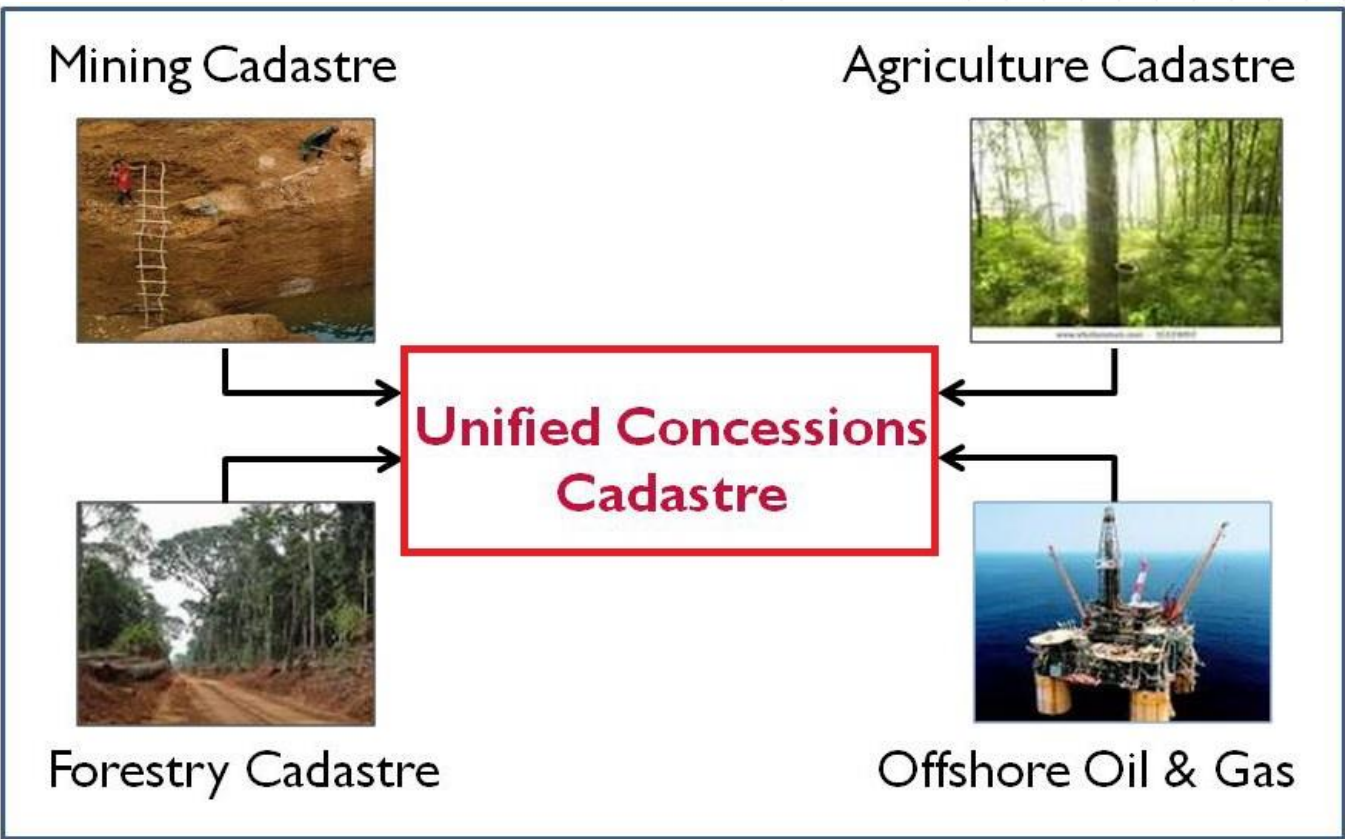 Mining Cadastre
Agriculture Cadastre
Unified Concessions
Cadastre
Forestry Cadastre
Offshore Oil & Gas